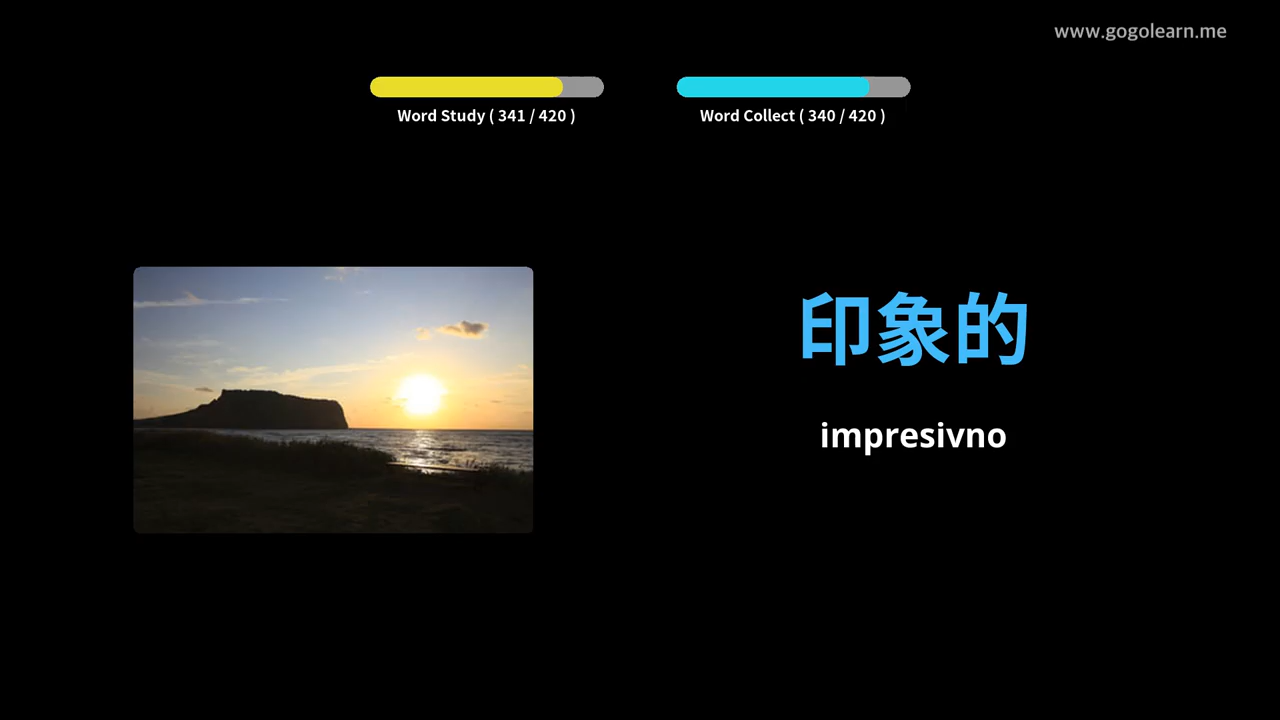 www.gogolearn.me
Word Study ( 341 / 420 )
Word Collect ( 340 / 420 )
印象的
impresivno